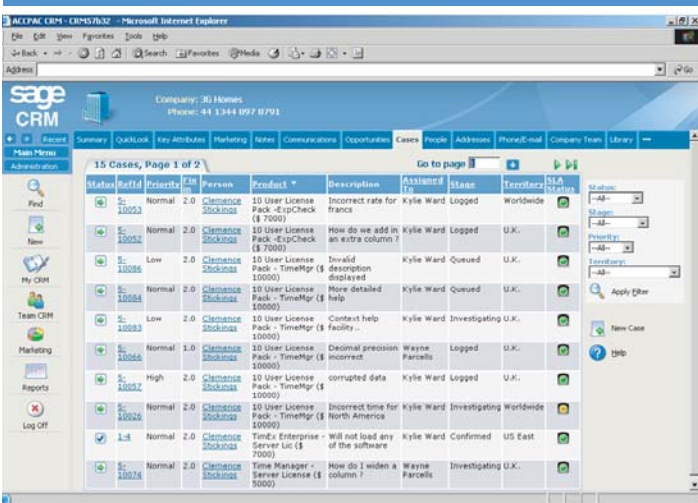 ACCPAC CRM - CRM57b32 - Microsoft Internet Explorer
File Edit View Favorites Tools Help
Back Search Favorites Media
Address Go
sage
CRM
Company: 3G Homes
Phone: 44 1344 897 8791
Recent Summary QuickLook Key Attributes Marketing Notes Communications Opportunities Cases People Addresses Phone/E-mail Company Team Library
Main Menu
Administration
Find
New
My CRM
Team CRM
Marketing
Reports
Log Off
15 Cases, Page 1 of 2
Go to page 1
Status RefId Priority Fix in Person Product Description Assigned To Stage Territory SLA Status
5-10053 Normal 2.0 Clemence Stickings 10 User License Pack -ExpCheck ($ 7000) Incorrect rate for francs Kylie Ward Logged Worldwide
5-10052 Normal 2.0 Clemence Stickings 10 User License Pack -ExpCheck ($ 7000) How do we add in an extra column ? Kylie Ward Logged U.K.
5-10086 Low 2.0 Clemence Stickings 10 User License Pack - TimeMgr ($ 10000) Invalid description displayed Kylie Ward Queued U.K.
5-10084 Normal 2.0 Clemence Stickings 10 User License Pack - TimeMgr ($ 10000) More detailed help Kylie Ward Queued U.K.
5-10083 Low 2.0 Clemence Stickings 10 User License Pack - TimeMgr ($ 10000) Context help facility.. Kylie Ward Investigating U.K.
5-10066 Normal 1.0 Clemence Stickings 10 User License Pack - TimeMgr ($ 10000) Decimal precision incorrect Wayne Parcells Logged U.K.
5-10057 High 2.0 Clemence Stickings 10 User License Pack - TimeMgr ($ 10000) corrupted data Kylie Ward Logged U.K.
5-10026 Normal 2.0 Clemence Stickings 10 User License Pack - TimeMgr ($ 10000) Incorrect time for North America Kylie Ward Investigating Worldwide
1-4 Normal 2.0 Clemence Stickings TimEx Enterprise - Server Lic ($ 7000) Will not load any of the software Kylie Ward Confirmed US East
5-10074 Normal 2.0 Clemence Stickings Time Manager - Server License ($ 5000) How do I widen a column ? Wayne Parcells Investigating U.K.
Status:
--All--
Stage:
--All--
Priority:
--All--
Territory:
--All--
Apply Filter
New Case
Help